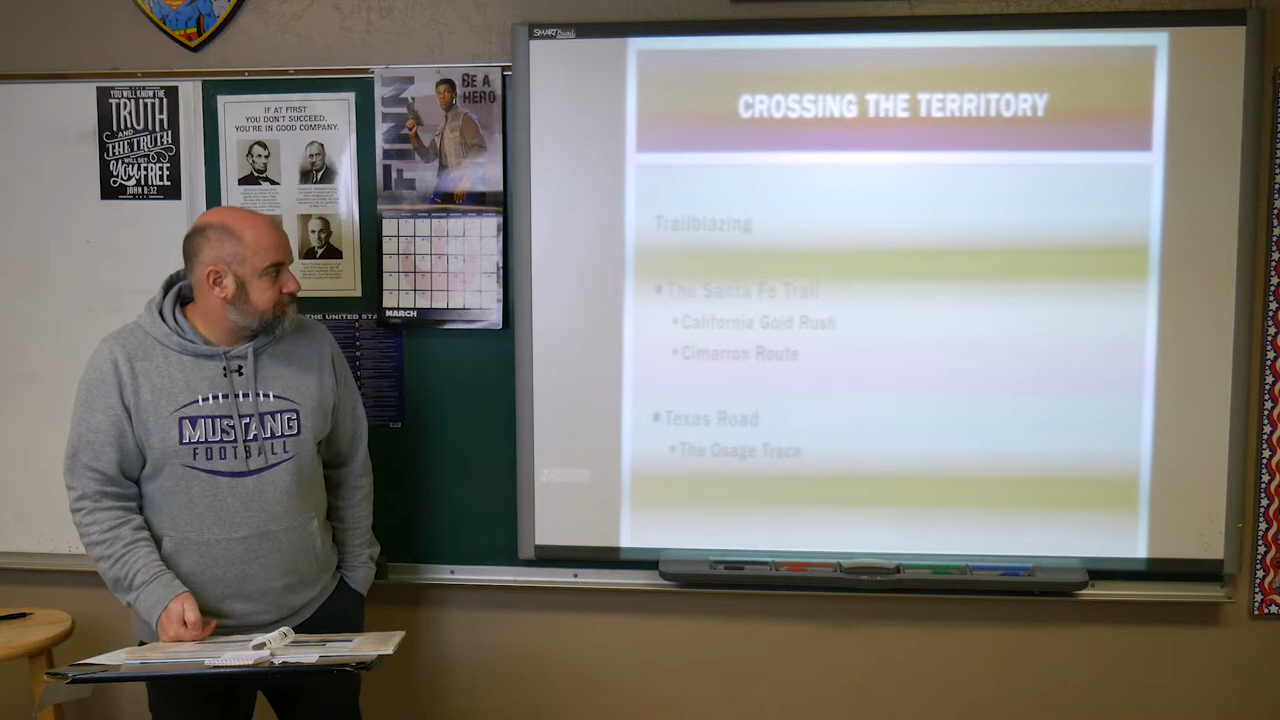 SMART Board
CROSSING THE TERRITORY
Trailblazing
• The Santa Fe Trail
• California Gold Rush
• Cimarron Route
• Texas Road
• The Osage Trace
YOU WILL KNOW THE
TRUTH
AND
THE TRUTH
WILL SET
You FREE
JOHN 8:32
IF AT FIRST
YOU DON'T SUCCEED,
YOU'RE IN GOOD COMPANY.
FINN
BE A
HERO
MARCH
THE UNITED STA
MUSTANG
FOOTBALL